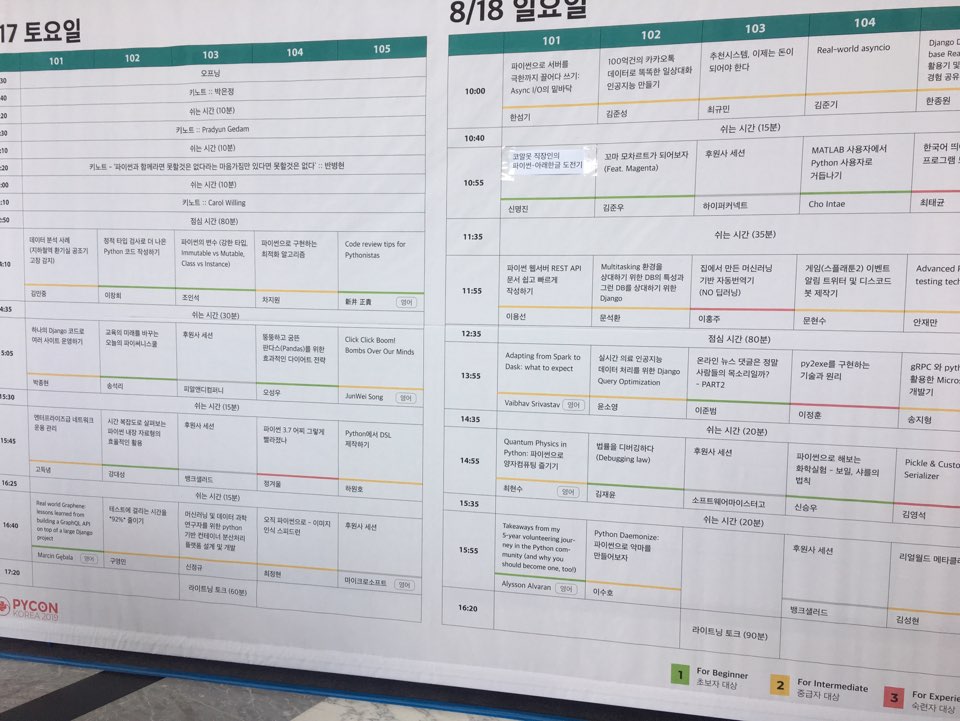 17 토요일
101 102 103 104 105
30 오프닝
40 키노트 :: 박은정
20 쉬는 시간 (10분)
30 키노트 :: Pradyun Gedam
10 쉬는 시간 (10분)
20 키노트 - '파이썬과 함께라면 못할것은 없다라는 마음가짐만 있다면 못할것은 없다' :: 반병현
00 쉬는 시간 (10분)
10 키노트 :: Carol Willing
50 점심 시간 (80분)
4:10
데이터 분석 사례
(지하철의 환기실 공조기
고장 감지)
김민중
정적 타입 검사로 더 나은
Python 코드 작성하기
이창희
파이썬의 변수 (강한 타입,
Immutable vs Mutable,
Class vs Instance)
조인석
파이썬으로 구현하는
최적화 알고리즘
차지원
Code review tips for
Pythonistas
新井 正貴 영어
4:35 쉬는 시간 (30분)
5:05
하나의 Django 코드로
여러 사이트 운영하기
박종현
교육의 미래를 바꾸는
오늘의 파이써니스쿨
송석리
후원사 세션
피알앤디컴퍼니
뚱뚱하고 굼뜬
판다스(Pandas)를 위한
효과적인 다이어트 전략
오성우
Click Click Boom!
Bombs Over Our Minds
JunWei Song 영어
15:30 쉬는 시간 (15분)
15:45
엔터프라이즈급 네트워크
운용 관리
고득녕
시간 복잡도로 살펴보는
파이썬 내장 자료형의
효율적인 활용
강대성
후원사 세션
뱅크샐러드
파이썬 3.7 어찌 그렇게
빨라졌나
정겨울
Python에서 DSL
제작하기
하원호
16:25 쉬는 시간 (15분)
16:40
Real world Graphene:
lessons learned from
building a GraphQL API
on top of a large Django
project
Marcin Gębala 영어
테스트에 걸리는 시간을
"92%" 줄이기
구영민
머신러닝 및 데이터 과학
연구자를 위한 python
기반 컨테이너 분산처리
플랫폼 설계 및 개발
신정규
오직 파이썬으로 - 이미지
인식 스피드런
최정현
후원사 세션
마이크로소프트 영어
17:20 라이트닝 토크 (60분)
PYCON
KOREA 2019
8/18 일요일
101 102 103 104
10:00
파이썬으로 서버를
극한까지 끌어다 쓰기:
Async I/O의 밑바닥
한섬기
100억건의 카카오톡
데이터로 똑똑한 일상대화
인공지능 만들기
김준성
추천시스템, 이제는 돈이
되어야 한다
최규민
Real-world asyncio
김준기
Django D
base Rea
활용기 및
경험 공유
한종원
10:40 쉬는 시간 (15분)
10:55
코알못 직장인의
파이썬·아래한글 도전기
신명진
꼬마 모차르트가 되어보자
(Feat. Magenta)
김준우
후원사 세션
하이퍼커넥트
MATLAB 사용자에서
Python 사용자로
거듭나기
Cho Intae
한국어 띄
프로그램
최태균
11:35 쉬는 시간 (35분)
11:55
파이썬 웹서버 REST API
문서 쉽고 빠르게
작성하기
이용선
Multitasking 환경을
상대하기 위한 DB의 특성과
그런 DB를 상대하기 위한
Django
문석환
집에서 만든 머신러닝
기반 자동번역기
(NO 딥러닝)
이홍주
게임(스플래툰2) 이벤트
알림 트위터 및 디스코드
봇 제작기
문현수
Advanced
testing tech
안재만
12:35 점심 시간 (80분)
13:55
Adapting from Spark to
Dask: what to expect
Vaibhav Srivastav 영어
실시간 의료 인공지능
데이터 처리를 위한 Django
Query Optimization
윤소영
온라인 뉴스 댓글은 정말
사람들의 목소리일까?
- PART2
이준범
py2exe를 구현하는
기술과 원리
이정훈
gRPC 와 pyth
활용한 Micros
개발기
송지형
14:35 쉬는 시간 (20분)
14:55
Quantum Physics in
Python: 파이썬으로
양자컴퓨팅 즐기기
최현수 영어
법률을 디버깅하다
(Debugging law)
김재윤
후원사 세션
소프트웨어마이스터고
파이썬으로 해보는
화학실험 - 보일, 샤를의
법칙
신승우
Pickle & Custo
Serializer
김영석
15:35 쉬는 시간 (20분)
15:55
Takeaways from my
5-year volunteering jour-
ney in the Python com-
munity (and why you
should become one, too!)
Alysson Alvaran 영어
Python Daemonize:
파이썬으로 악마를
만들어보자
이수호
후원사 세션
뱅크샐러드
리얼월드 메타클라
김성현
16:20 라이트닝 토크 (90분)
1 For Beginner
초보자 대상
2 For Intermediate
중급자 대상
3 For Experie
숙련자 대상